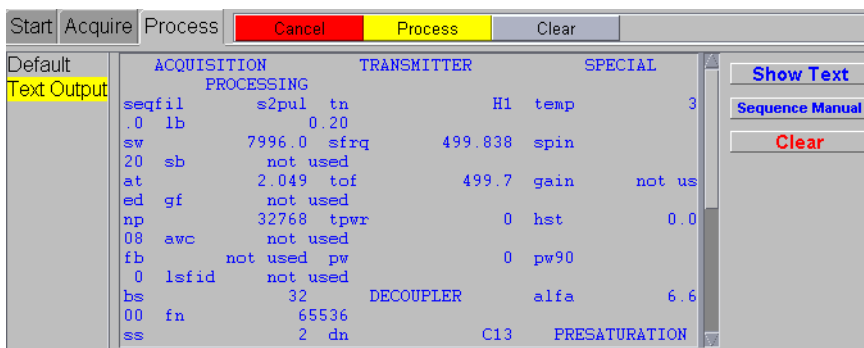 Start Acquire Process Cancel Process Clear
Default
Text Output
ACQUISITION TRANSMITTER SPECIAL
PROCESSING
seqfil s2pul tn H1 temp 3
.0 lb 0.20
sw 7996.0 sfrq 499.838 spin
20 sb not used
at 2.049 tof 499.7 gain not us
ed gf not used
np 32768 tpwr 0 hst 0.0
08 awc not used
fb not used pw 0 pw90
0 lsfid not used
bs 32 DECOUPLER alfa 6.6
00 fn 65536
ss 2 dn C13 PRESATURATION
Show Text
Sequence Manual
Clear